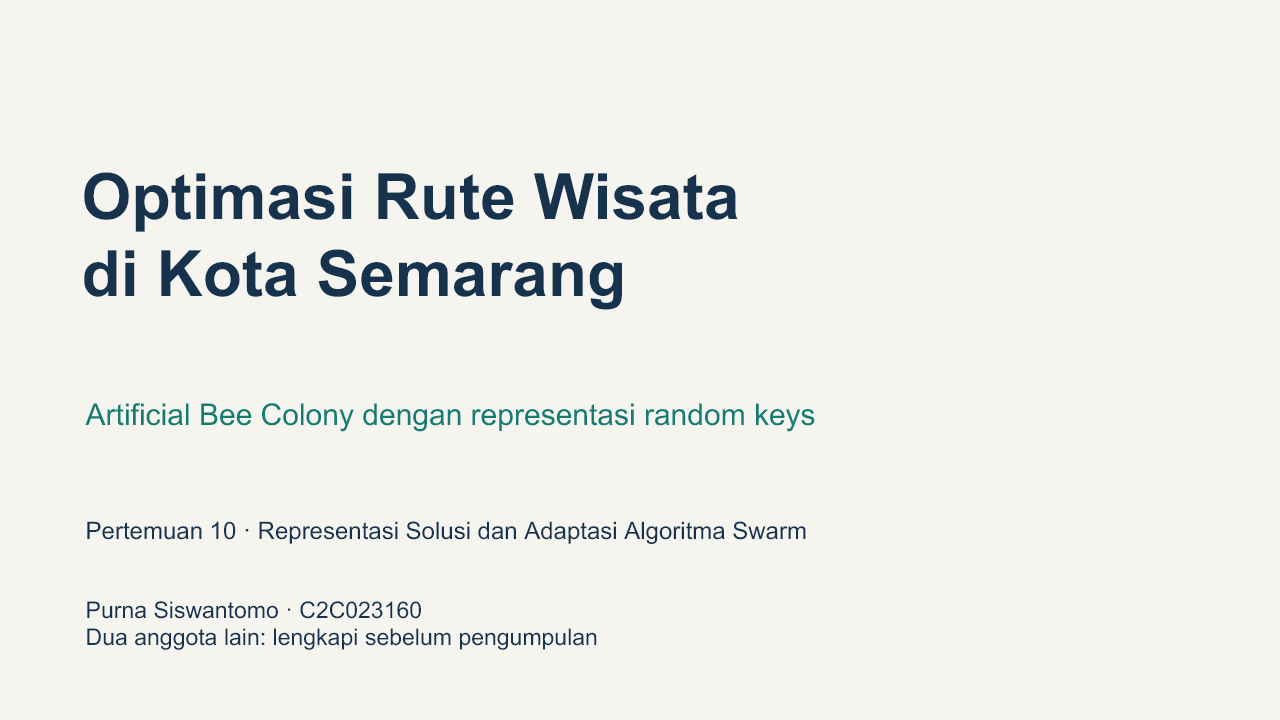 Optimasi Rute Wisata
di Kota Semarang
Artificial Bee Colony dengan representasi random keys
Pertemuan 10 · Representasi Solusi dan Adaptasi Algoritma Swarm
Purna Siswantomo · C2C023160
Dua anggota lain: lengkapi sebelum pengumpulan